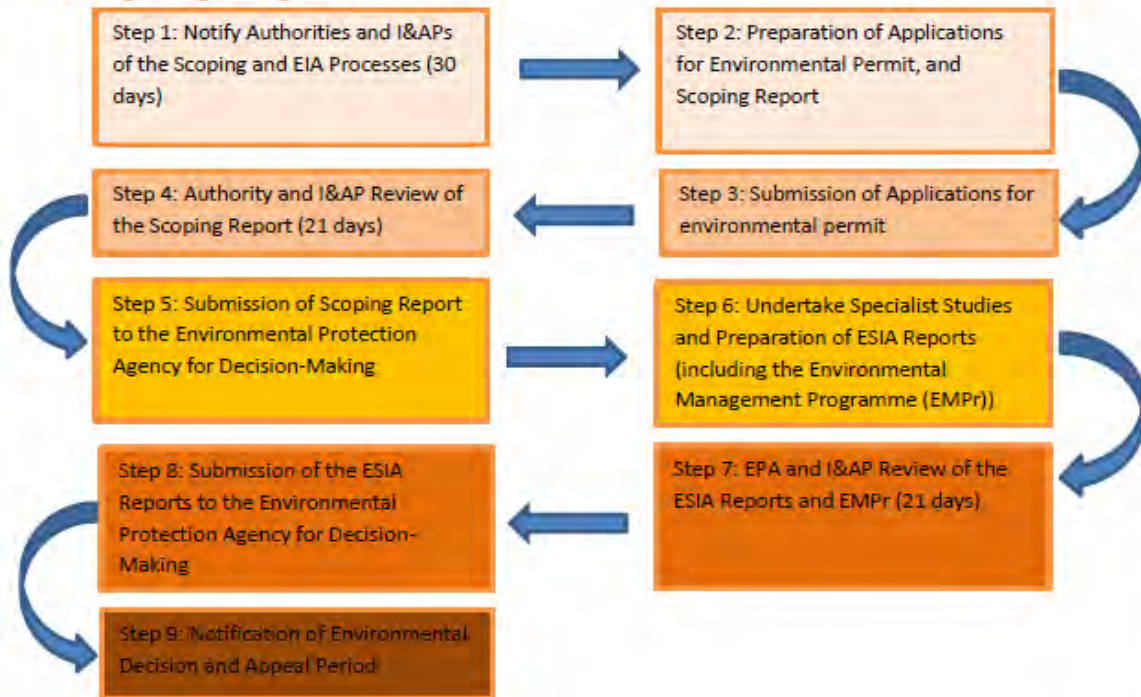 Step 1: Notify Authorities and I&APs
of the Scoping and EIA Processes (30
days)
Step 2: Preparation of Applications
for Environmental Permit, and
Scoping Report
Step 3: Submission of Applications for
environmental permit
Step 4: Authority and I&AP Review of
the Scoping Report (21 days)
Step 5: Submission of Scoping Report
to the Environmental Protection
Agency for Decision-Making
Step 6: Undertake Specialist Studies
and Preparation of ESIA Reports
(including the Environmental
Management Programme (EMPr))
Step 7: EPA and I&AP Review of the
ESIA Reports and EMPr (21 days)
Step 8: Submission of the ESIA
Reports to the Environmental
Protection Agency for Decision-
Making
Step 9: Notification of Environmental
Decision and Appeal Period